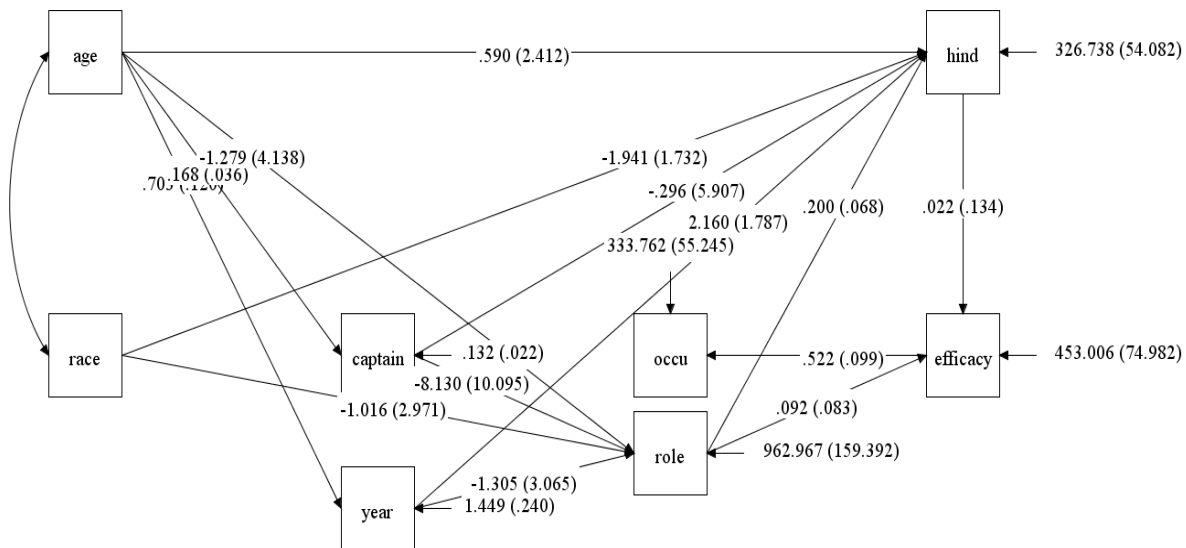 age
.590 (2.412)
hind
326.738 (54.082)
-1.279 (4.138)
.168 (.036)
-1.941 (1.732)
-.296 (5.907)
.200 (.068)
.022 (.134)
2.160 (1.787)
333.762 (55.245)
race
captain
.132 (.022)
occu
.522 (.099)
efficacy
453.006 (74.982)
-8.130 (10.095)
-1.016 (2.971)
.092 (.083)
role
962.967 (159.392)
-1.305 (3.065)
year
1.449 (.240)